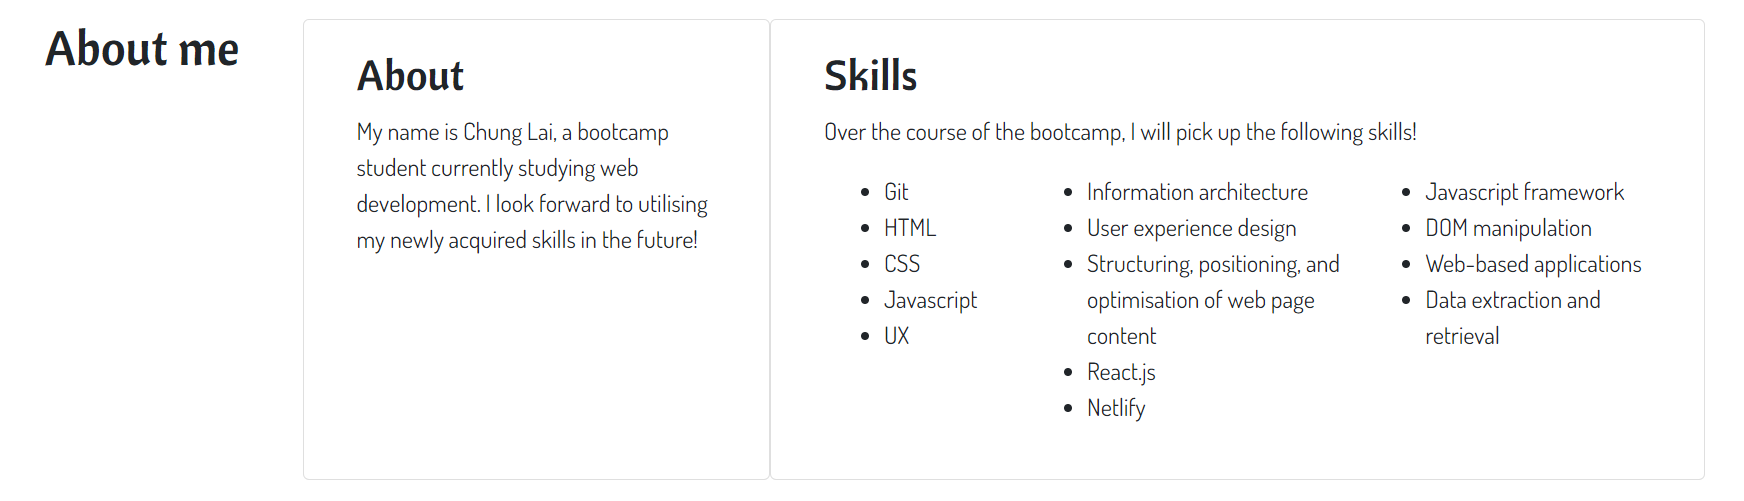 About me
About
My name is Chung Lai, a bootcamp
student currently studying web
development. I look forward to utilising
my newly acquired skills in the future!
Skills
Over the course of the bootcamp, I will pick up the following skills!
• Git
• HTML
• CSS
• Javascript
• UX
• Information architecture
• User experience design
• Structuring, positioning, and
optimisation of web page
content
• React.js
• Netlify
• Javascript framework
• DOM manipulation
• Web-based applications
• Data extraction and
retrieval